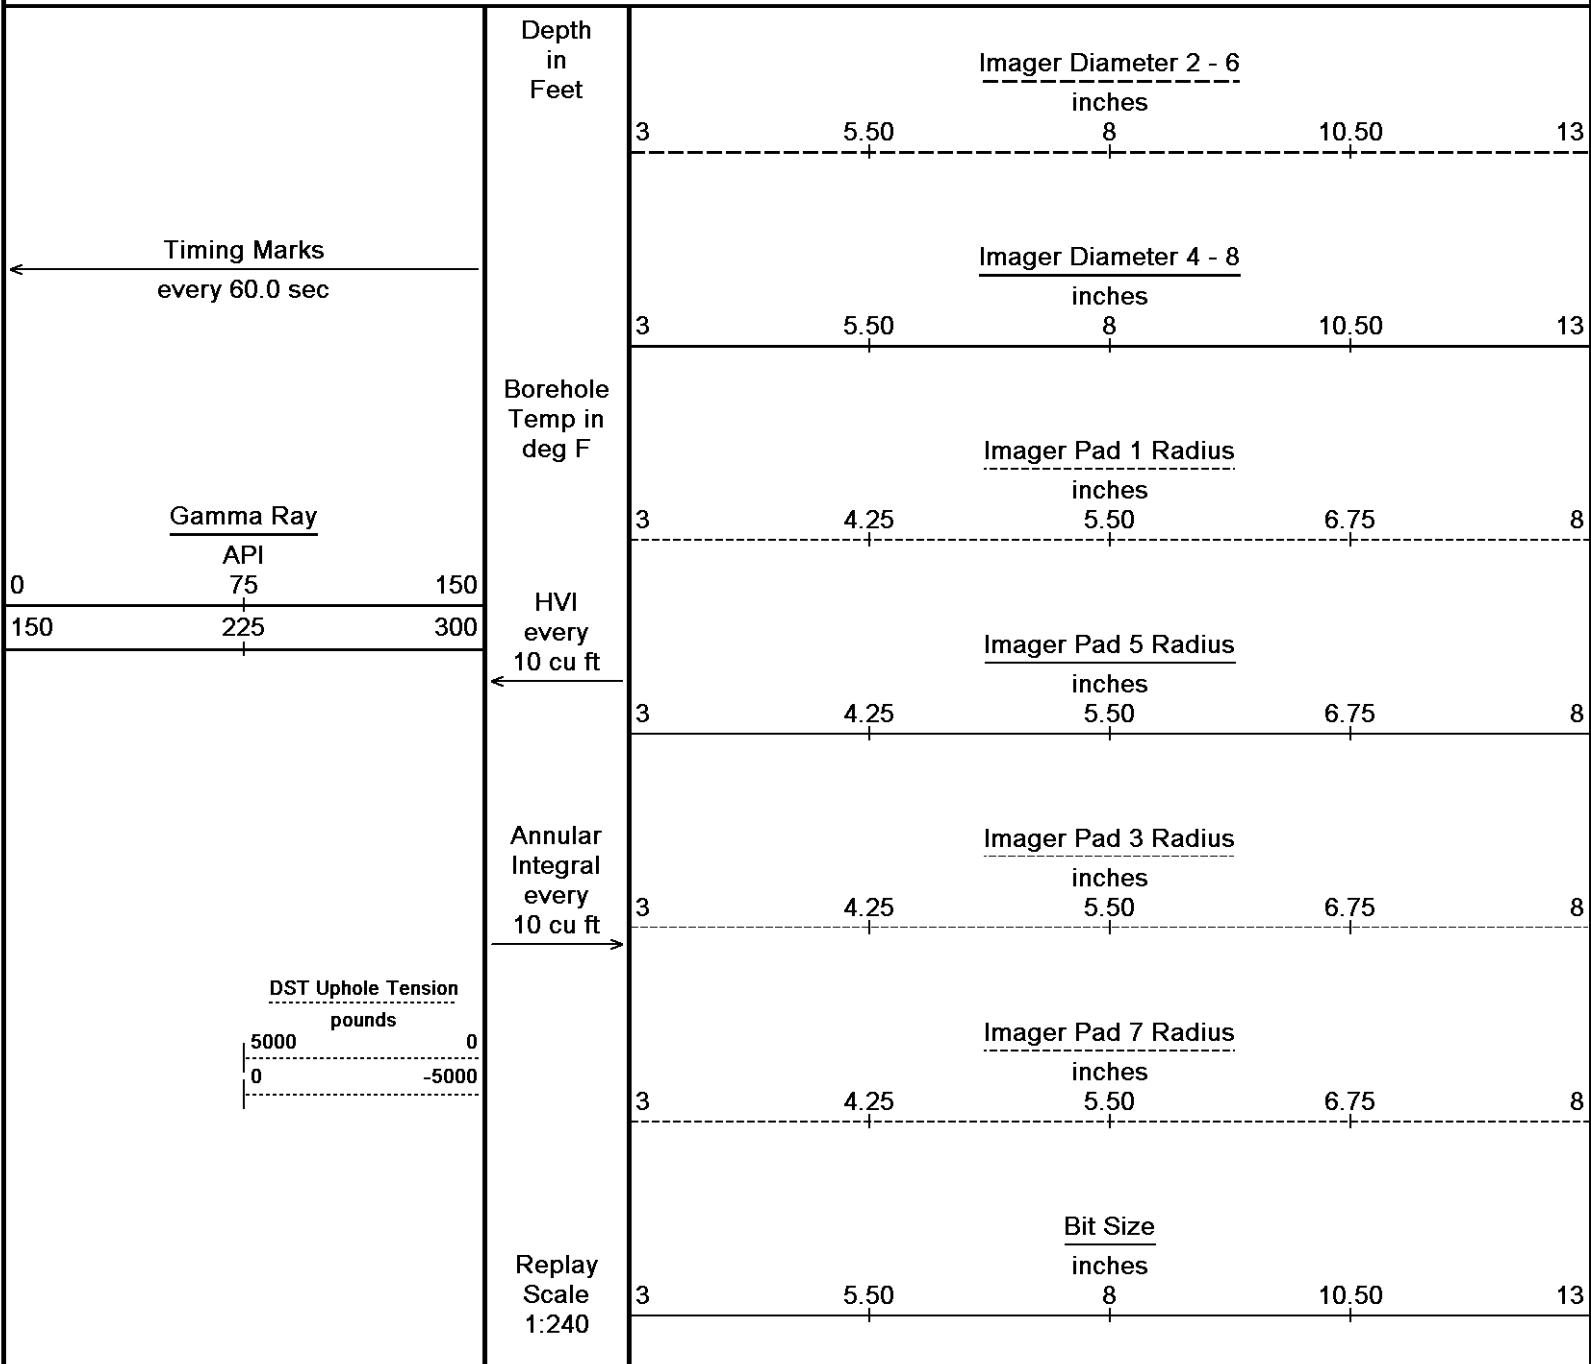 Timing Marks
every 60.0 sec
Gamma Ray
API
0 75 150
150 225 300
DST Uphole Tension
pounds
5000 0
0 -5000
Depth
in
Feet
Borehole
Temp in
deg F
HVI
every
10 cu ft
Annular
Integral
every
10 cu ft
Replay
Scale
1:240
Imager Diameter 2 - 6
inches
3 5.50 8 10.50 13
Imager Diameter 4 - 8
inches
3 5.50 8 10.50 13
Imager Pad 1 Radius
inches
3 4.25 5.50 6.75 8
Imager Pad 5 Radius
inches
3 4.25 5.50 6.75 8
Imager Pad 3 Radius
inches
3 4.25 5.50 6.75 8
Imager Pad 7 Radius
inches
3 4.25 5.50 6.75 8
Bit Size
inches
3 5.50 8 10.50 13